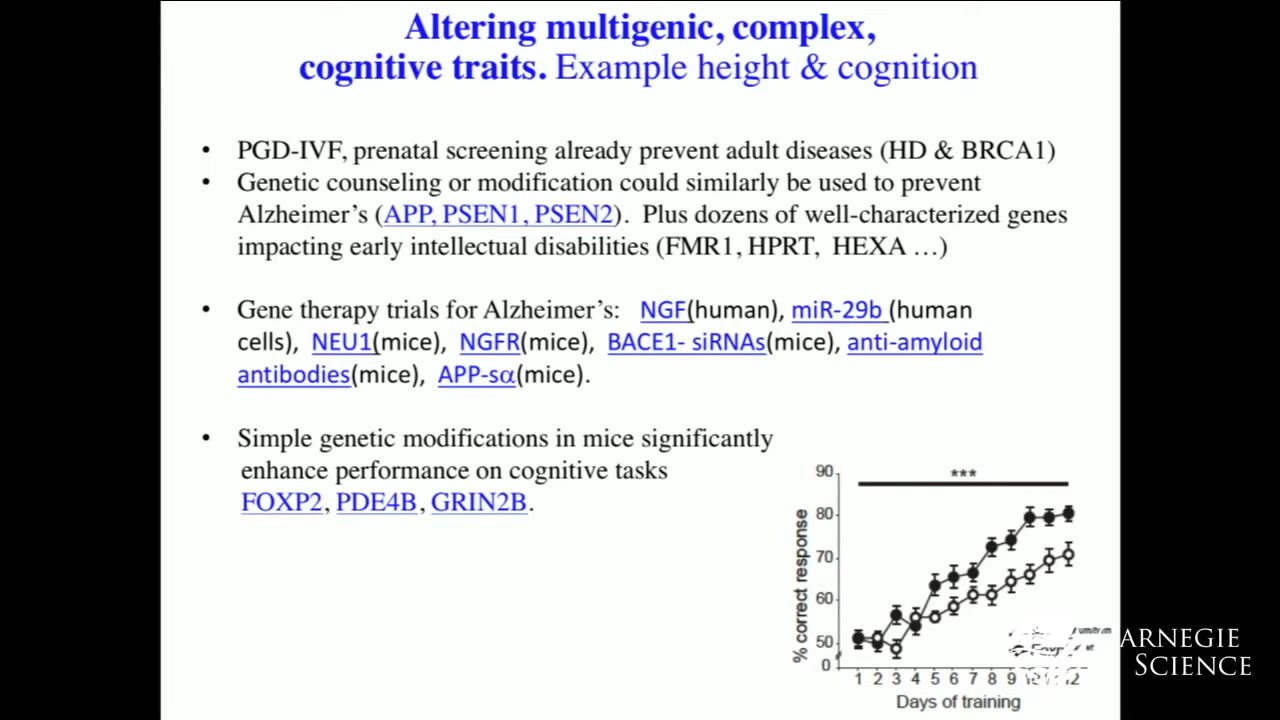 Altering multigenic, complex,
cognitive traits. Example height & cognition
• PGD-IVF, prenatal screening already prevent adult diseases (HD & BRCA1)
• Genetic counseling or modification could similarly be used to prevent
Alzheimer's (APP, PSEN1, PSEN2). Plus dozens of well-characterized genes
impacting early intellectual disabilities (FMR1, HPRT, HEXA …)
• Gene therapy trials for Alzheimer's: NGF(human), miR-29b (human
cells), NEU1(mice), NGFR(mice), BACE1- siRNAs(mice), anti-amyloid
antibodies(mice), APP-sα(mice).
• Simple genetic modifications in mice significantly
enhance performance on cognitive tasks
FOXP2, PDE4B, GRIN2B.
***
90
80
70
60
50
0
% correct response
1 2 3 4 5 6 7 8 9
Days of training
ARNEGIE
SCIENCE